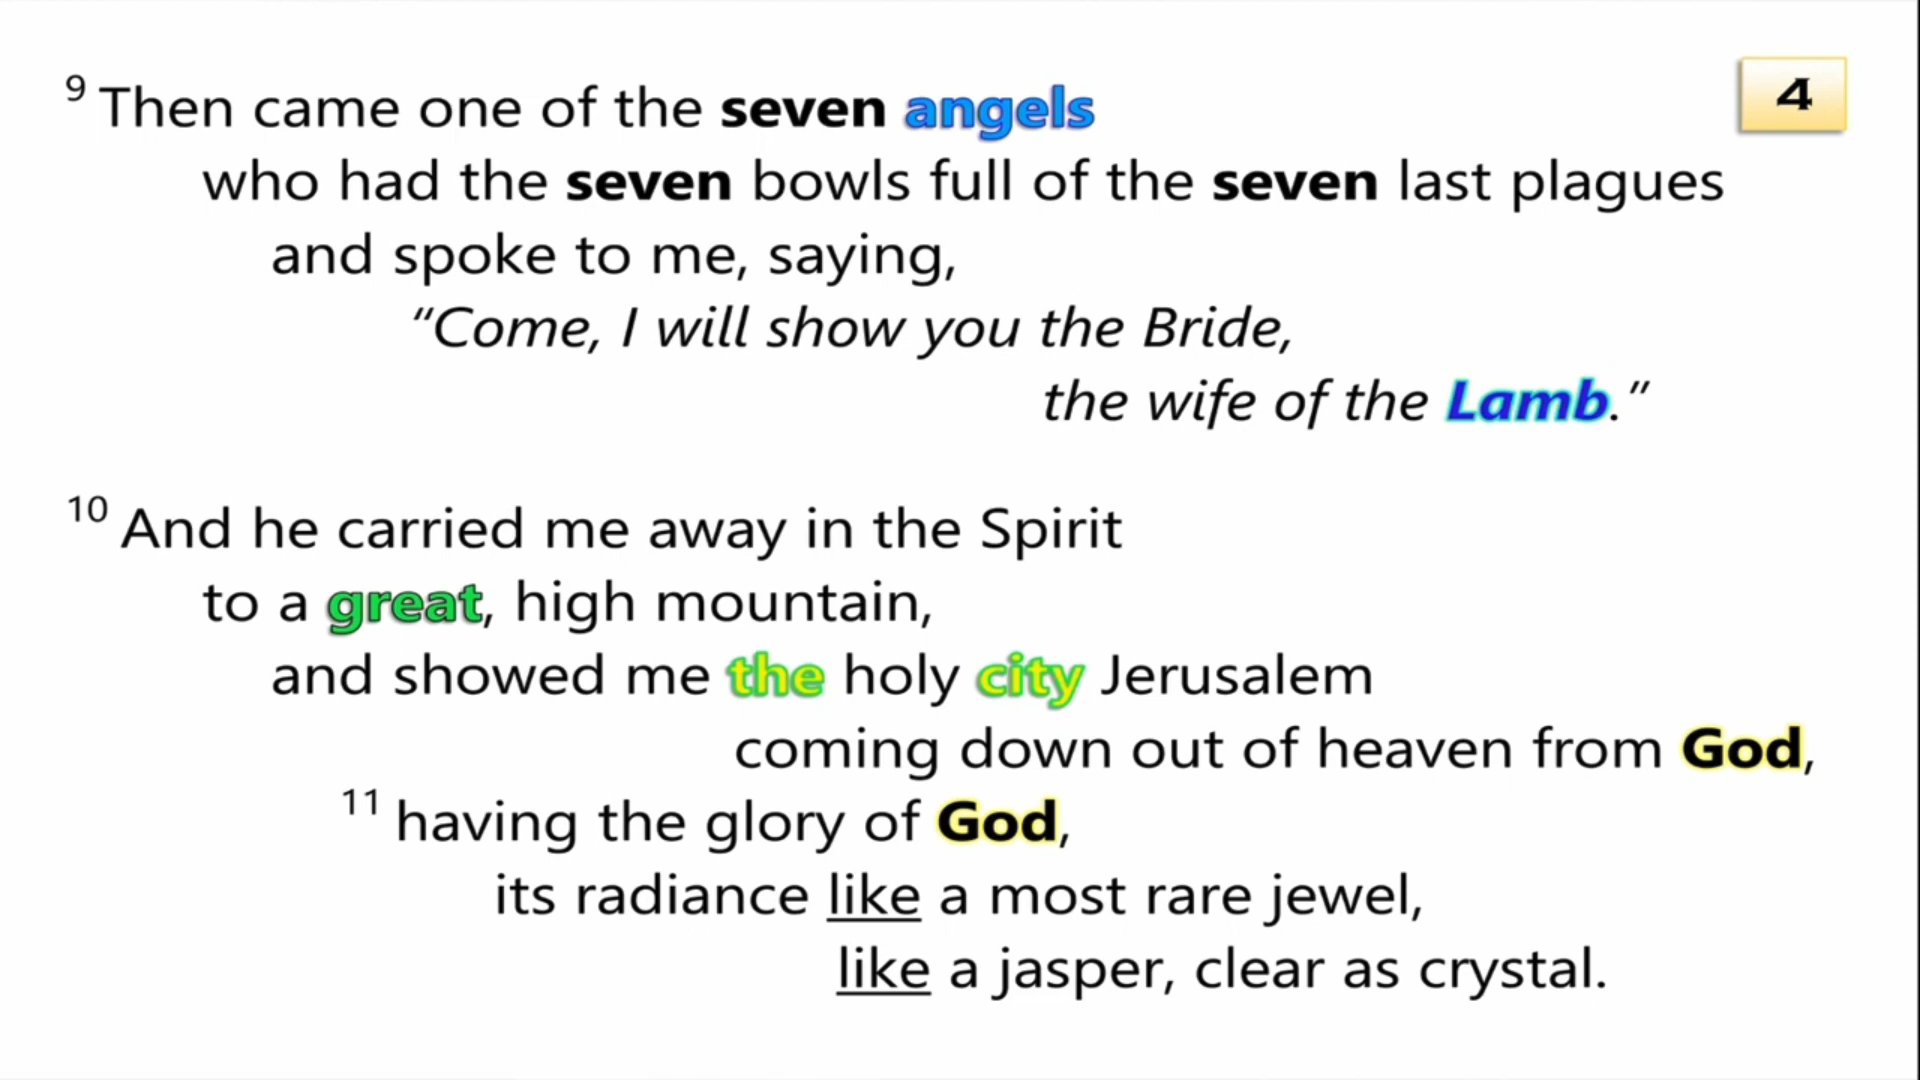 9 Then came one of the seven angels
4
who had the seven bowls full of the seven last plagues
and spoke to me, saying,
“Come, I will show you the Bride,
the wife of the Lamb.”
10 And he carried me away in the Spirit
to a great, high mountain,
and showed me the holy city Jerusalem
coming down out of heaven from God,
11 having the glory of God,
its radiance like a most rare jewel,
like a jasper, clear as crystal.